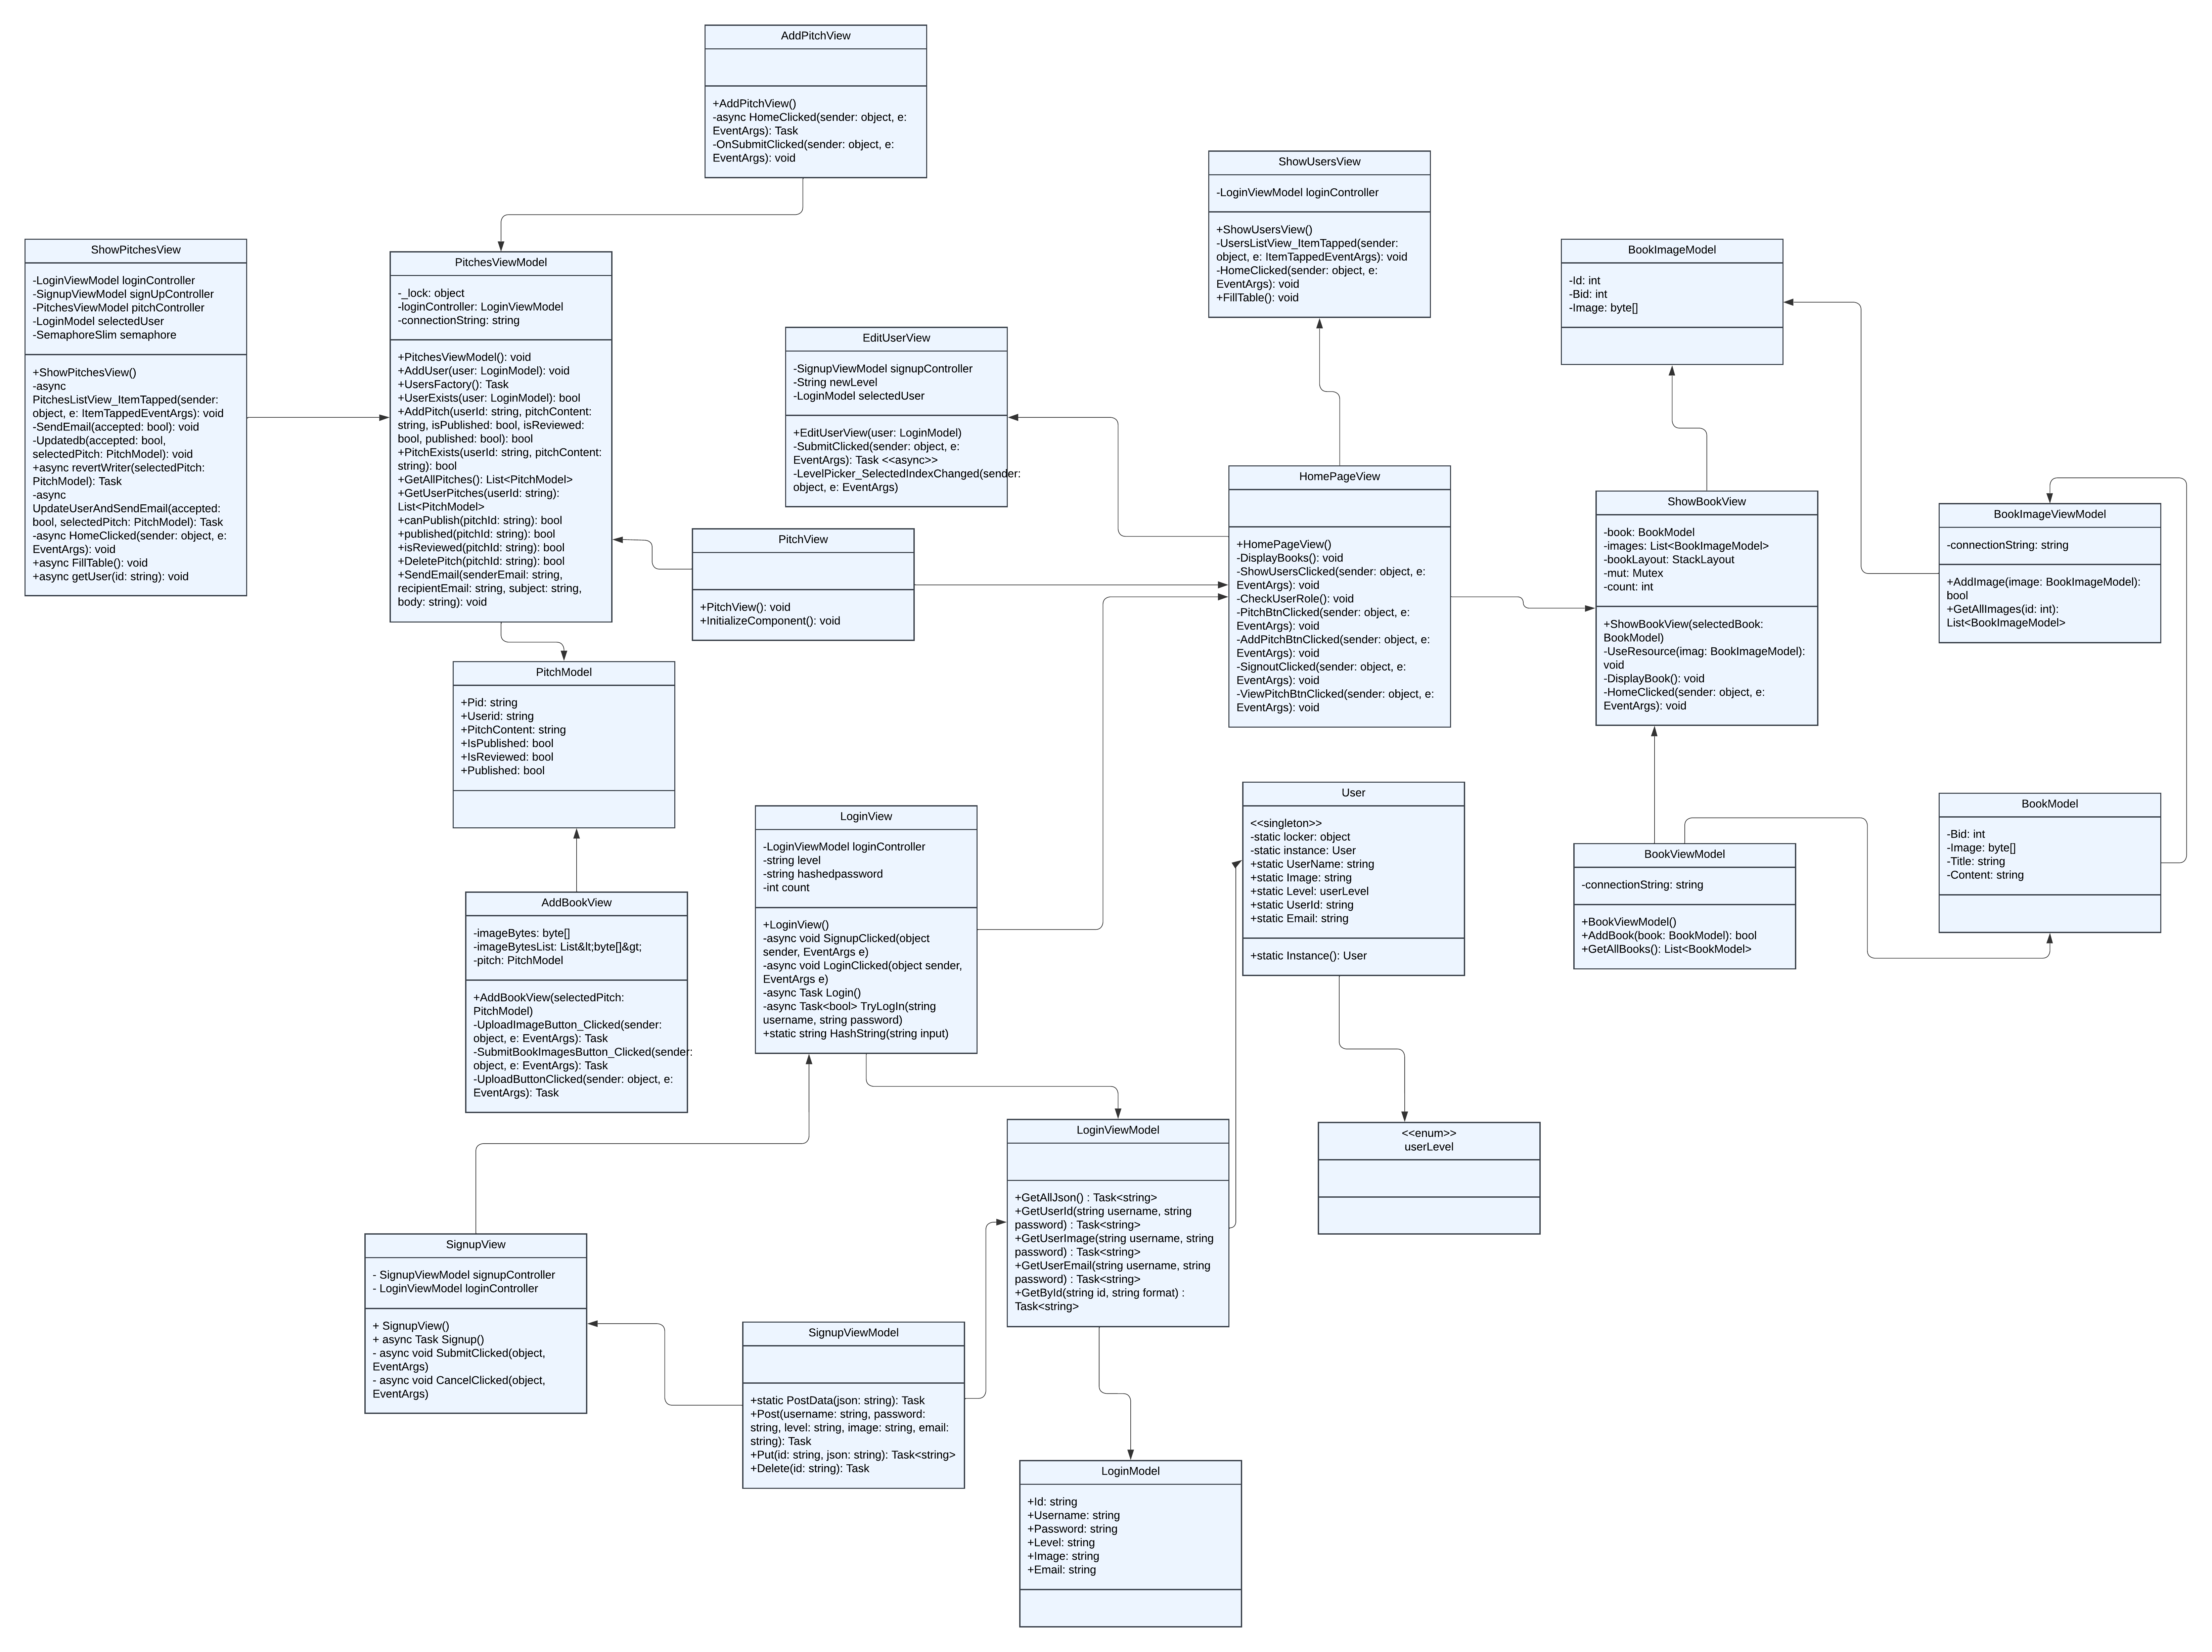 AddPitchView
+AddPitchView()
-async HomeClicked(sender: object, e:
EventArgs): Task
-OnSubmitClicked(sender: object, e:
EventArgs): void
ShowUsersView
-LoginViewModel loginController
+ShowUsersView()
-UsersListView_ItemTapped(sender:
object, e: ItemTappedEventArgs): void
-HomeClicked(sender: object, e:
EventArgs): void
+FillTable(): void
ShowPitchesView
-LoginViewModel loginController
-SignupViewModel signUpController
-PitchesViewModel pitchController
-LoginModel selectedUser
-SemaphoreSlim semaphore
+ShowPitchesView()
-async
PitchesListView_ItemTapped(sender:
object, e: ItemTappedEventArgs): void
-SendEmail(accepted: bool): void
-Updatedb(accepted: bool,
selectedPitch: PitchModel): void
+async revertWriter(selectedPitch:
PitchModel): Task
-async
UpdateUserAndSendEmail(accepted:
bool, selectedPitch: PitchModel): Task
-async HomeClicked(sender: object, e:
EventArgs): void
+async FillTable(): void
+async getUser(id: string): void
PitchesViewModel
-_lock: object
-loginController: LoginViewModel
-connectionString: string
+PitchesViewModel(): void
+AddUser(user: LoginModel): void
+UsersFactory(): Task
+UserExists(user: LoginModel): bool
+AddPitch(userId: string, pitchContent:
string, isPublished: bool, isReviewed:
bool, published: bool): bool
+PitchExists(userId: string, pitchContent:
string): bool
+GetAllPitches(): List<PitchModel>
+GetUserPitches(userId: string):
List<PitchModel>
+canPublish(pitchId: string): bool
+published(pitchId: string): bool
+isReviewed(pitchId: string): bool
+DeletePitch(pitchId: string): bool
+SendEmail(senderEmail: string,
recipientEmail: string, subject: string,
body: string): void
BookImageModel
-Id: int
-Bid: int
-Image: byte[]
EditUserView
-SignupViewModel signupController
-String newLevel
-LoginModel selectedUser
+EditUserView(user: LoginModel)
-SubmitClicked(sender: object, e:
EventArgs): Task <<async>>
-LevelPicker_SelectedIndexChanged(sender:
object, e: EventArgs)
HomePageView
+HomePageView()
-DisplayBooks(): void
-ShowUsersClicked(sender: object, e:
EventArgs): void
-CheckUserRole(): void
-PitchBtnClicked(sender: object, e:
EventArgs): void
-AddPitchBtnClicked(sender: object, e:
EventArgs): void
-SignoutClicked(sender: object, e:
EventArgs): void
-ViewPitchBtnClicked(sender: object, e:
EventArgs): void
ShowBookView
-book: BookModel
-images: List<BookImageModel>
-bookLayout: StackLayout
-mut: Mutex
-count: int
+ShowBookView(selectedBook:
BookModel)
-UseResource(imag: BookImageModel):
void
-DisplayBook(): void
-HomeClicked(sender: object, e:
EventArgs): void
BookImageViewModel
-connectionString: string
+AddImage(image: BookImageModel):
bool
+GetAllImages(id: int):
List<BookImageModel>
PitchView
+PitchView(): void
+InitializeComponent(): void
PitchModel
+Pid: string
+Userid: string
+PitchContent: string
+IsPublished: bool
+IsReviewed: bool
+Published: bool
User
<<singleton>>
-static locker: object
-static instance: User
+static UserName: string
+static Image: string
+static Level: userLevel
+static UserId: string
+static Email: string
+static Instance(): User
BookModel
-Bid: int
-Image: byte[]
-Title: string
-Content: string
LoginView
-LoginViewModel loginController
-string level
-string hashedpassword
-int count
+LoginView()
-async void SignupClicked(object
sender, EventArgs e)
-async void LoginClicked(object sender,
EventArgs e)
-async Task Login()
-async Task<bool> TryLogIn(string
username, string password)
+static string HashString(string input)
BookViewModel
-connectionString: string
+BookViewModel()
+AddBook(book: BookModel): bool
+GetAllBooks(): List<BookModel>
AddBookView
-imageBytes: byte[]
-imageBytesList: List&lt;byte[]&gt;
-pitch: PitchModel
+AddBookView(selectedPitch:
PitchModel)
-UploadImageButton_Clicked(sender:
object, e: EventArgs): Task
-SubmitBookImagesButton_Clicked(sender:
object, e: EventArgs): Task
-UploadButtonClicked(sender: object, e:
EventArgs): Task
LoginViewModel
+GetAllJson() : Task<string>
+GetUserId(string username, string
password) : Task<string>
+GetUserImage(string username, string
password) : Task<string>
+GetUserEmail(string username, string
password) : Task<string>
+GetById(string id, string format) :
Task<string>
<<enum>>
userLevel
SignupView
- SignupViewModel signupController
- LoginViewModel loginController
+ SignupView()
+ async Task Signup()
- async void SubmitClicked(object,
EventArgs)
- async void CancelClicked(object,
EventArgs)
SignupViewModel
+static PostData(json: string): Task
+Post(username: string, password:
string, level: string, image: string, email:
string): Task
+Put(id: string, json: string): Task<string>
+Delete(id: string): Task
LoginModel
+Id: string
+Username: string
+Password: string
+Level: string
+Image: string
+Email: string